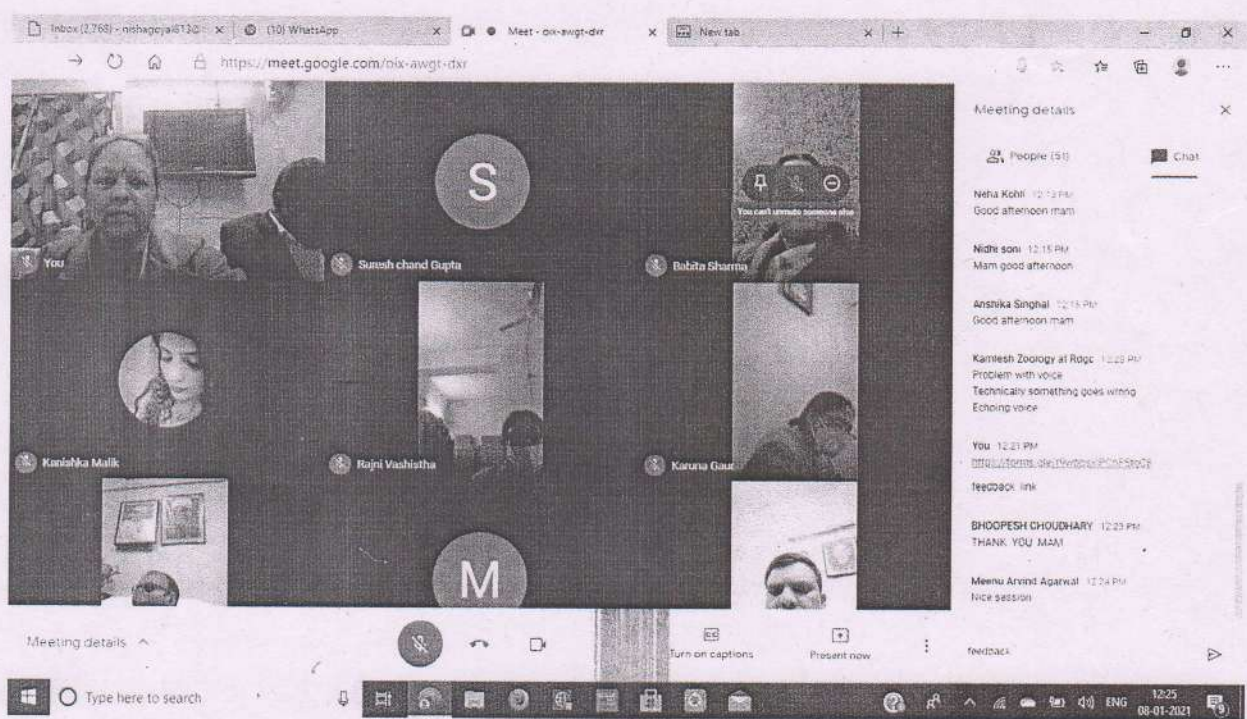 Inbox (2,768) - nishagoyal612@
(10) WhatsApp
Meet - oix-awgt-dxr
New tab
https://meet.google.com/oix-awgt-dxr
Meeting details
People (51)
Chat
S
You can't unmute someone else
You
Suresh chand Gupta
Babita Sharma
Neha Kohli 12:13 PM
Good afternoon mam
Nidhi soni 12:15 PM
Mam good afternoon
Anshika Singhal
Good afternoon mam
Kamlesh Zoology at Rdgc
Problem with voice
Technically something goes wrong
Echoing voice
Kanishka Malik
Rajni Vashistha
Karuna Gaur
You 12:21 PM
feedback link
BHOOPESH CHOUDHARY 12:23 PM
THANK YOU MAM
M
Meenu Arvind Agarwal 12:24 PM
Nice session
Meeting details
Turn on captions
Present now
feedback
Type here to search
ENG
12:25
08-01-2021